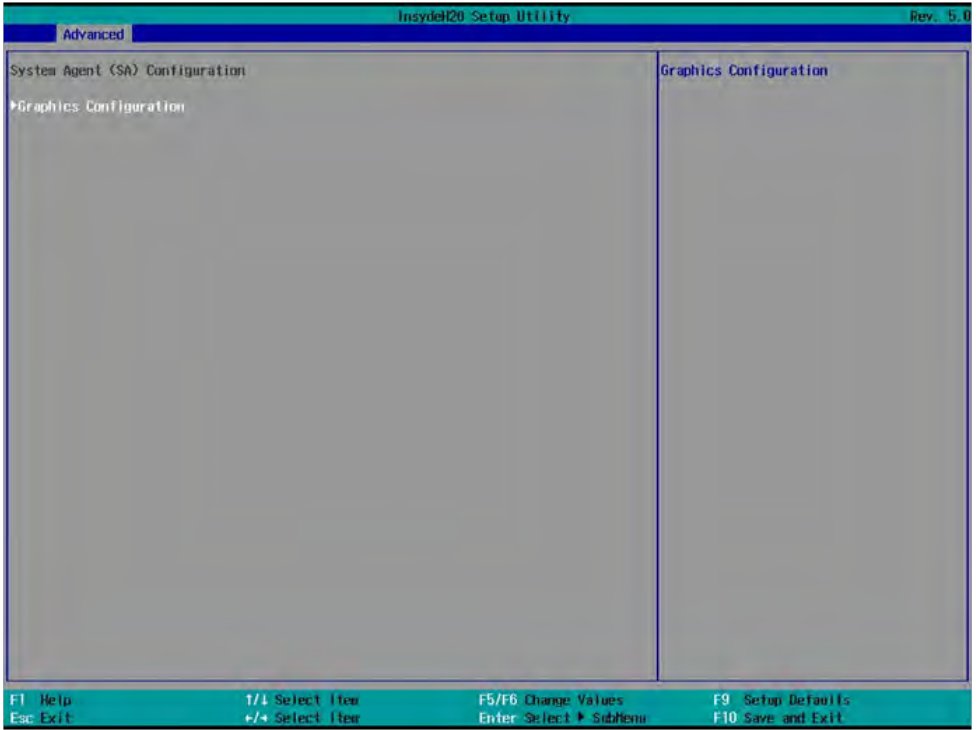 InsydeH20 Setup Utility Rev. 5.0
Advanced
System Agent (SA) Configuration
Graphics Configuration
▶Graphics Configuration
F1 Help ↑/↓ Select Item F5/F6 Change Values F9 Setup Defaults
Esc Exit ←/→ Select Item Enter Select ▶ SubMenu F10 Save and Exit